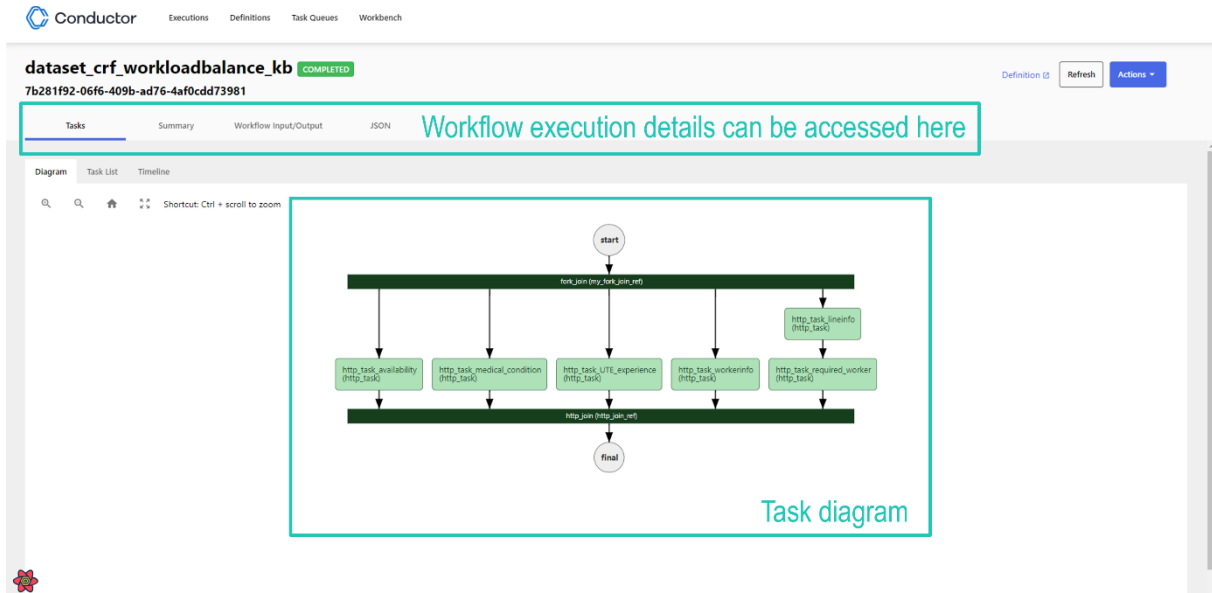 Conductor Executions Definitions Task Queues Workbench
dataset_crf_workloadbalance_kb COMPLETED
7b281f92-06f6-409b-ad76-4af0cdd73981
Definition Refresh Actions
Tasks Summary Workflow Input/Output JSON Workflow execution details can be accessed here
Diagram Task List Timeline
Shortcut: Ctrl + scroll to zoom
start
fork_join (my_fork_join_ref)
http_task_lineinfo
(http_task)
http_task_availability
(http_task)
http_task_medical_condition
(http_task)
http_task_UTE_experience
(http_task)
http_task_workerinfo
(http_task)
http_task_required_worker
(http_task)
http_join (http_join_ref)
final
Task diagram